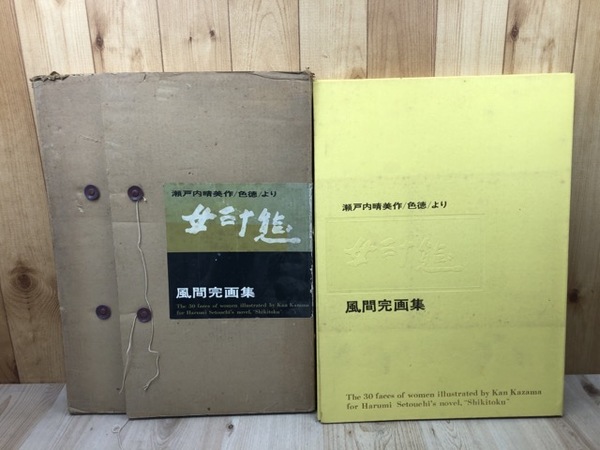 瀬戸内晴美作/色徳/より
女三十態
風間完画集
The 30 faces of women illustrated by Kan Kazama
for Harumi Setouchi's novel, "Shikitoku"
瀬戸内晴美作/色徳/より
女三十態
風間完画集
The 30 faces of women illustrated by Kan Kazama
for Harumi Setouchi's novel, "Shikitoku"